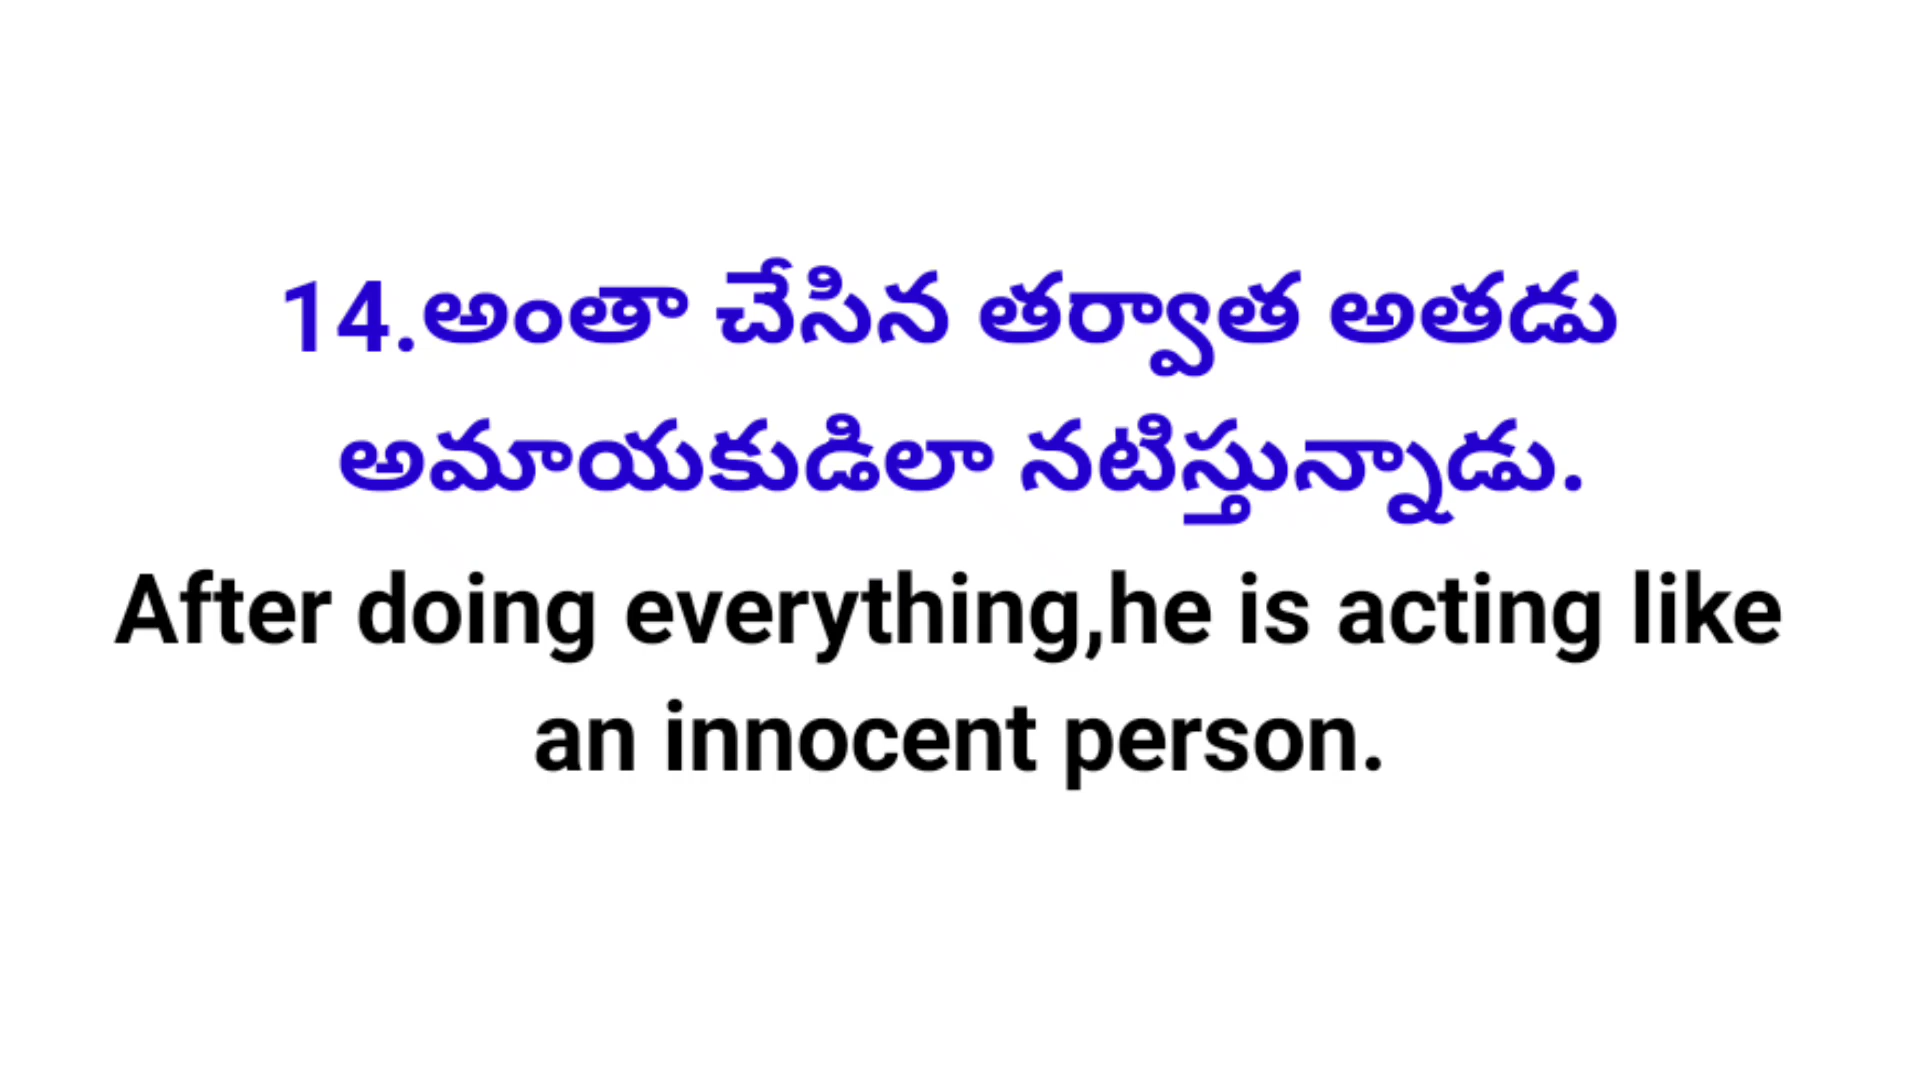 14.అంతా చేసిన తర్వాత అతడు
అమాయకుడిలా నటిస్తున్నాడు.
After doing everything,he is acting like
an innocent person.